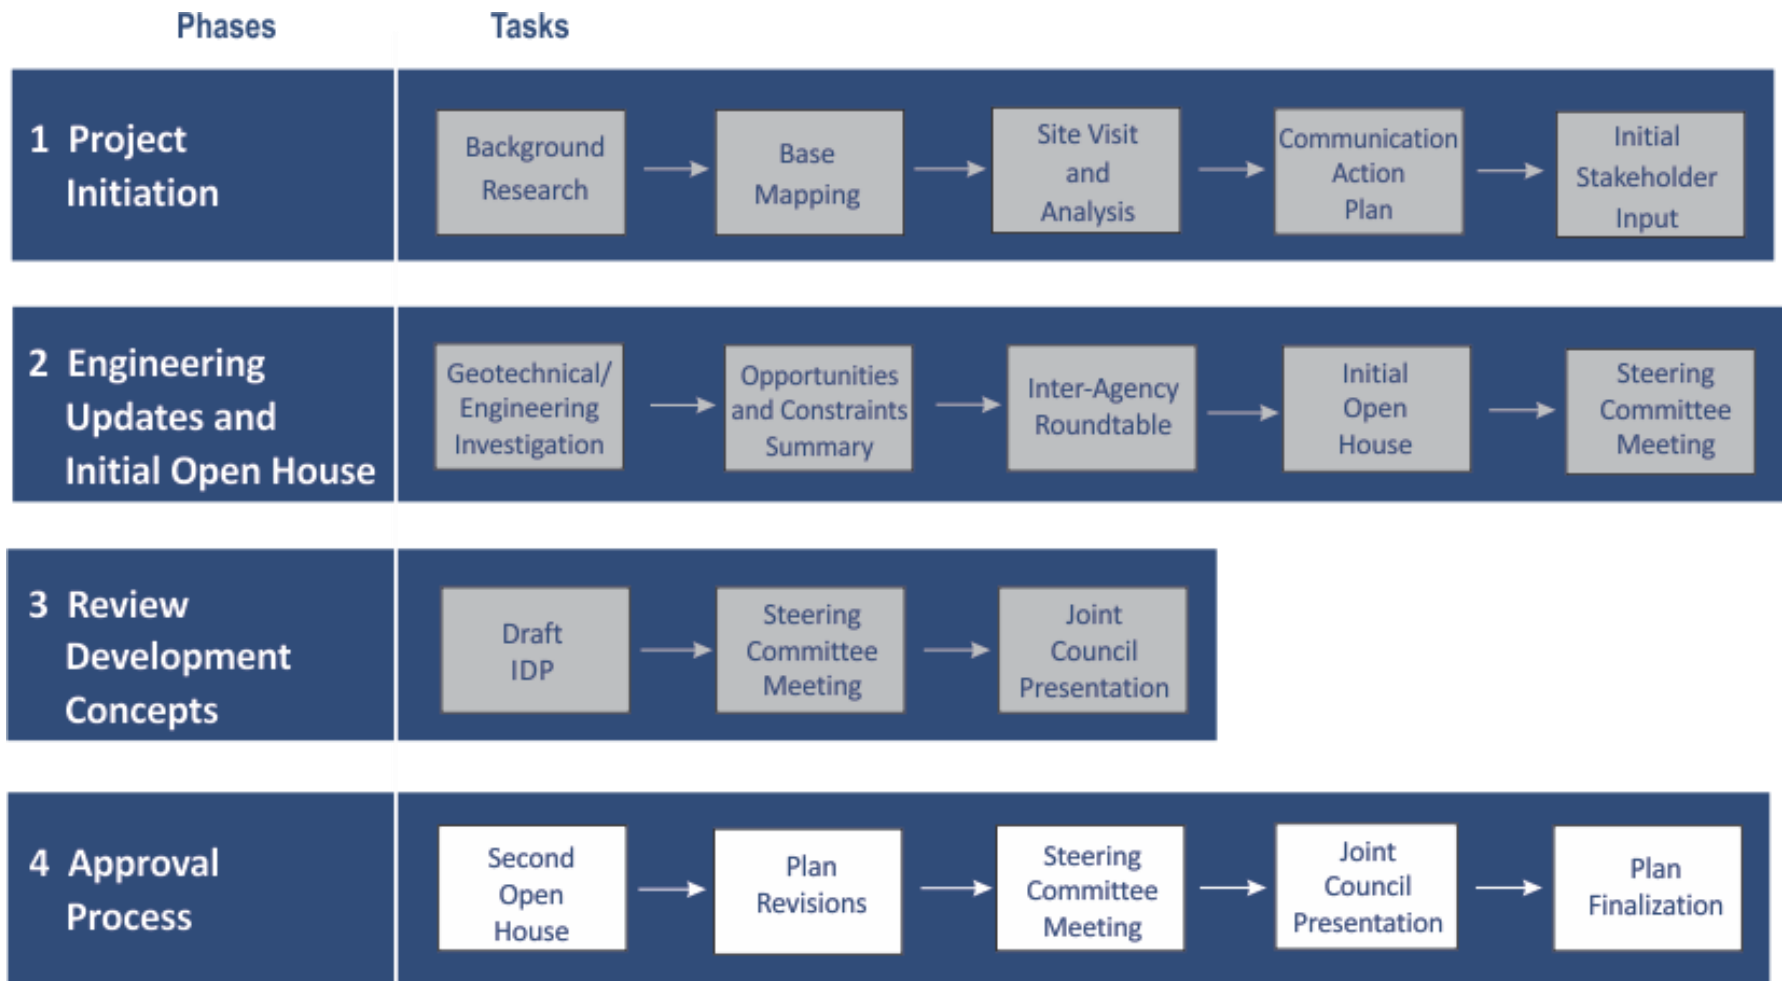 Phases
Tasks
1 Project
Initiation
Background
Research
Base
Mapping
Site Visit
and
Analysis
Communication
Action
Plan
Initial
Stakeholder
Input
2 Engineering
Updates and
Initial Open House
Geotechnical/
Engineering
Investigation
Opportunities
and Constraints
Summary
Inter-Agency
Roundtable
Initial
Open
House
Steering
Committee
Meeting
3 Review
Development
Concepts
Draft
IDP
Steering
Committee
Meeting
Joint
Council
Presentation
4 Approval
Process
Second
Open
House
Plan
Revisions
Steering
Committee
Meeting
Joint
Council
Presentation
Plan
Finalization